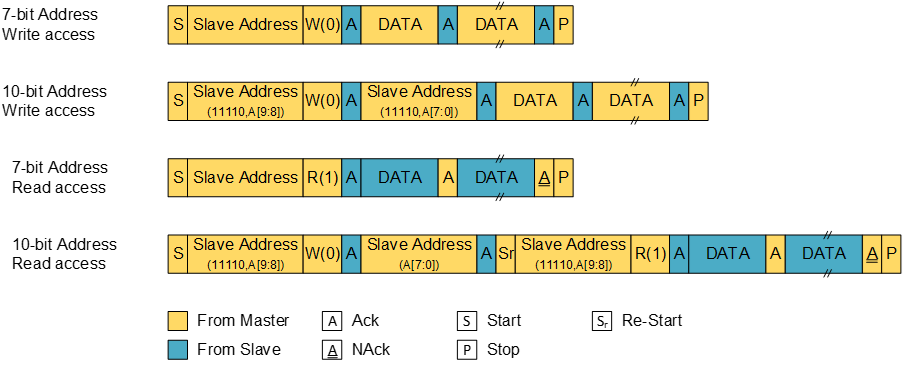 7-bit Address
Write access
S Slave Address W(0) A DATA A DATA A P
10-bit Address
Write access
S Slave Address (11110,A[9:8]) W(0) A Slave Address (11110,A[7:0]) A DATA A DATA A P
7-bit Address
Read access
S Slave Address R(1) A DATA A DATA A P
10-bit Address
Read access
S Slave Address (11110,A[9:8]) W(0) A Slave Address (A[7:0]) A Sr Slave Address (11110,A[9:8]) R(1) A DATA A DATA A P
From Master A Ack S Start Sr Re-Start
From Slave A NAck P Stop